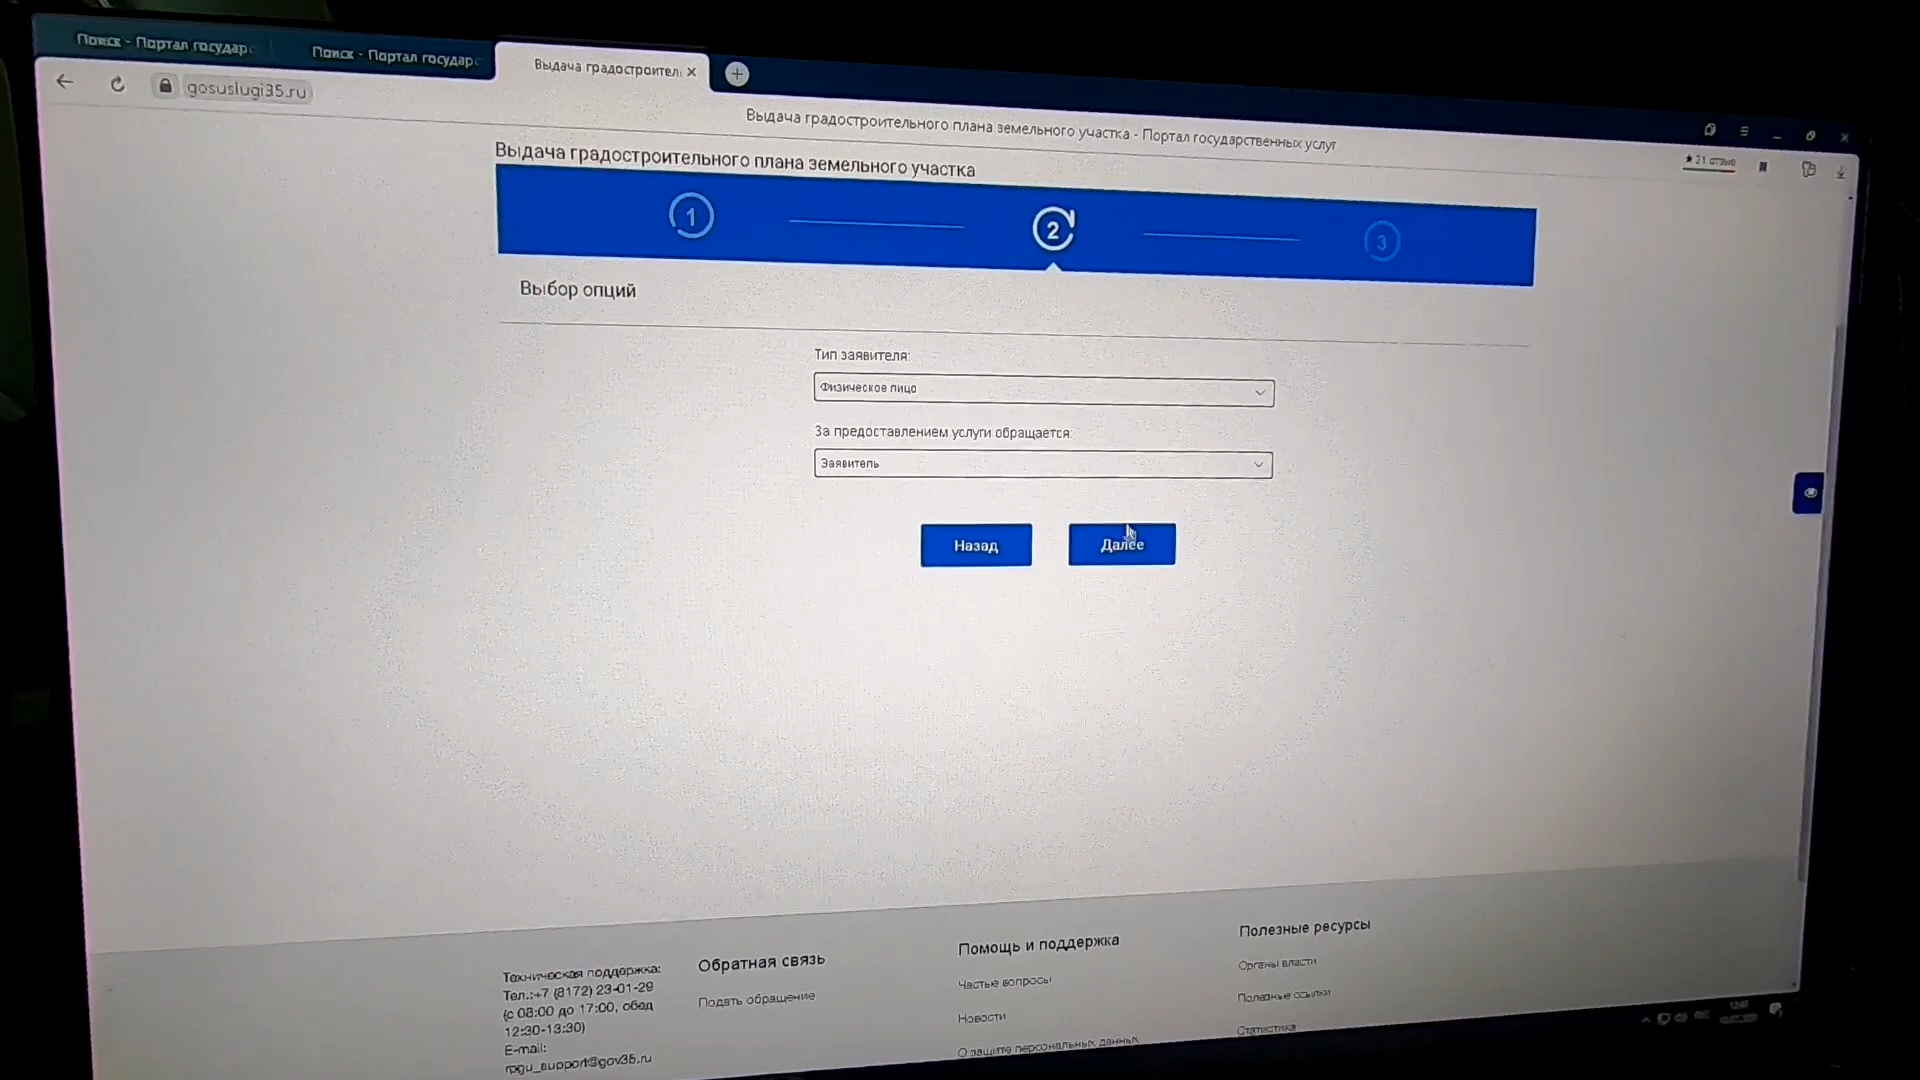 Поиск - Портал государс
Поиск - Портал государс
Выдача градостроител
gosuslugi35.ru
Выдача градостроительного плана земельного участка - Портал государственных услуг
★ 21 отзыв
Выдача градостроительного плана земельного участка
1
2
3
Выбор опций
Тип заявителя:
Физическое лицо
За предоставлением услуги обращается:
Заявитель
Назад
Далее
Техническая поддержка:
Тел.:+7 (8172) 23-01-29
(с 08:00 до 17:00, обед
12:30-13:30)
E-mail:
rpgu_support@gov35.ru
Обратная связь
Подать обращение
Помощь и поддержка
Частые вопросы
Новости
О защите персональных данных
Полезные ресурсы
Органы власти
Полезные ссылки
Статистика